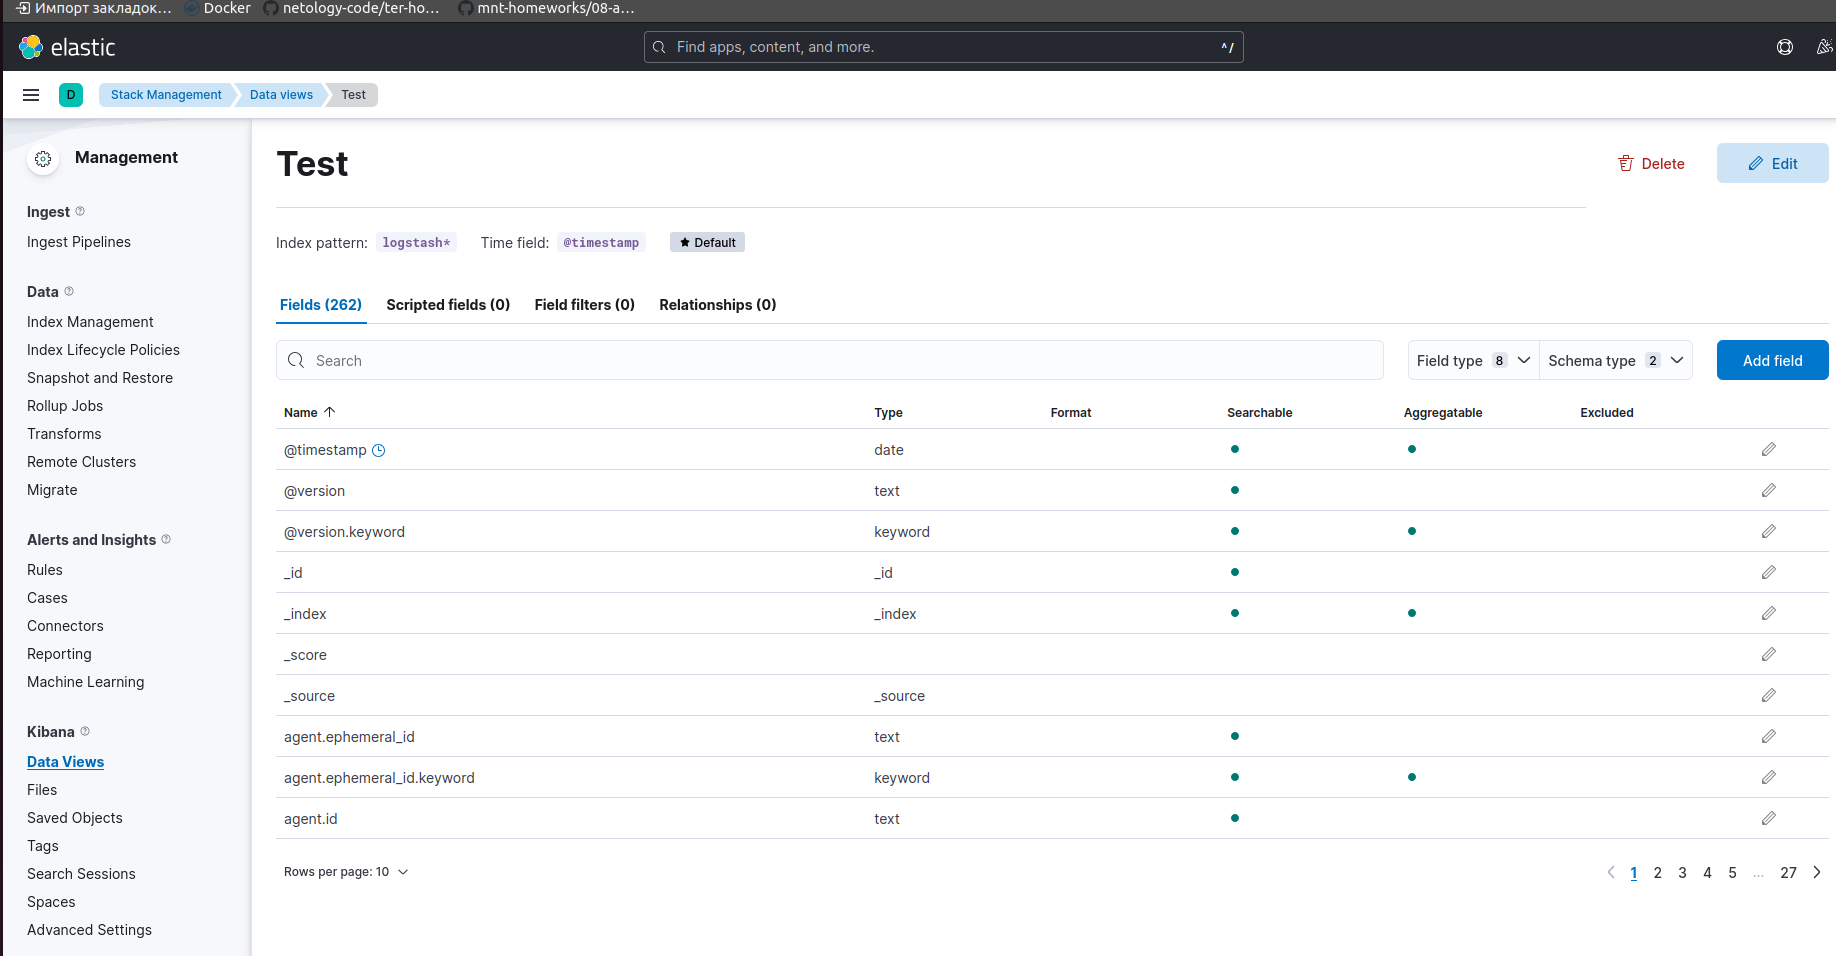 Импорт закладок... Docker netology-code/ter-ho... mnt-homeworks/08-a...
elastic Find apps, content, and more. ^/
D Stack Management Data views Test
Management
Ingest
Ingest Pipelines
Data
Index Management
Index Lifecycle Policies
Snapshot and Restore
Rollup Jobs
Transforms
Remote Clusters
Migrate
Alerts and Insights
Rules
Cases
Connectors
Reporting
Machine Learning
Kibana
Data Views
Files
Saved Objects
Tags
Search Sessions
Spaces
Advanced Settings
Test Delete Edit
Index pattern: logstash* Time field: @timestamp Default
Fields (262) Scripted fields (0) Field filters (0) Relationships (0)
Search Field type 8 Schema type 2 Add field
Name Type Format Searchable Aggregatable Excluded
@timestamp date
@version text
@version.keyword keyword
_id _id
_index _index
_score
_source _source
agent.ephemeral_id text
agent.ephemeral_id.keyword keyword
agent.id text
Rows per page: 10 1 2 3 4 5 ... 27